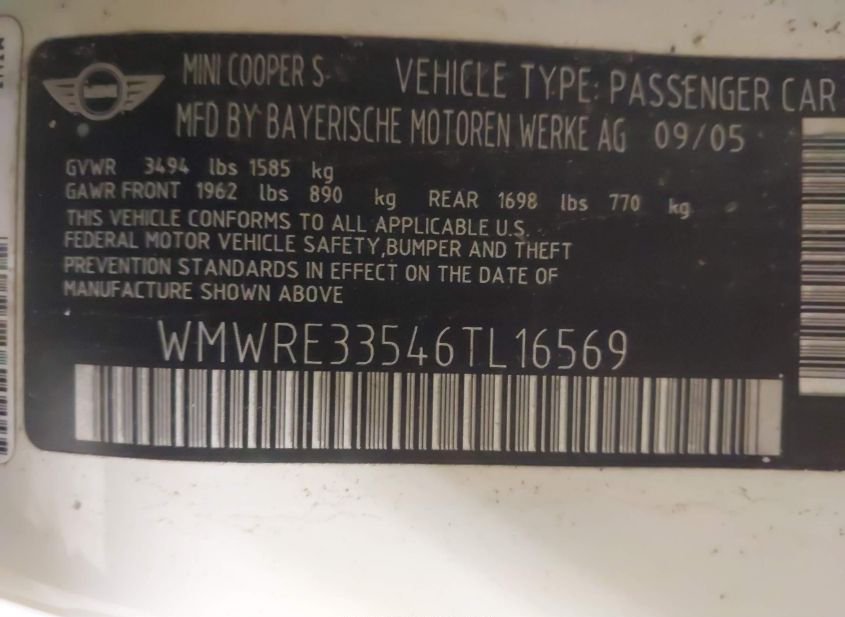 MINI
MINI COOPER S VEHICLE TYPE: PASSENGER CAR
MFD BY BAYERISCHE MOTOREN WERKE AG 09/05
GVWR 3494 lbs 1585 kg
GAWR FRONT 1962 lbs 890 kg REAR 1698 lbs 770 kg
THIS VEHICLE CONFORMS TO ALL APPLICABLE U.S.
FEDERAL MOTOR VEHICLE SAFETY,BUMPER AND THEFT
PREVENTION STANDARDS IN EFFECT ON THE DATE OF
MANUFACTURE SHOWN ABOVE
WMWRE33546TL16569